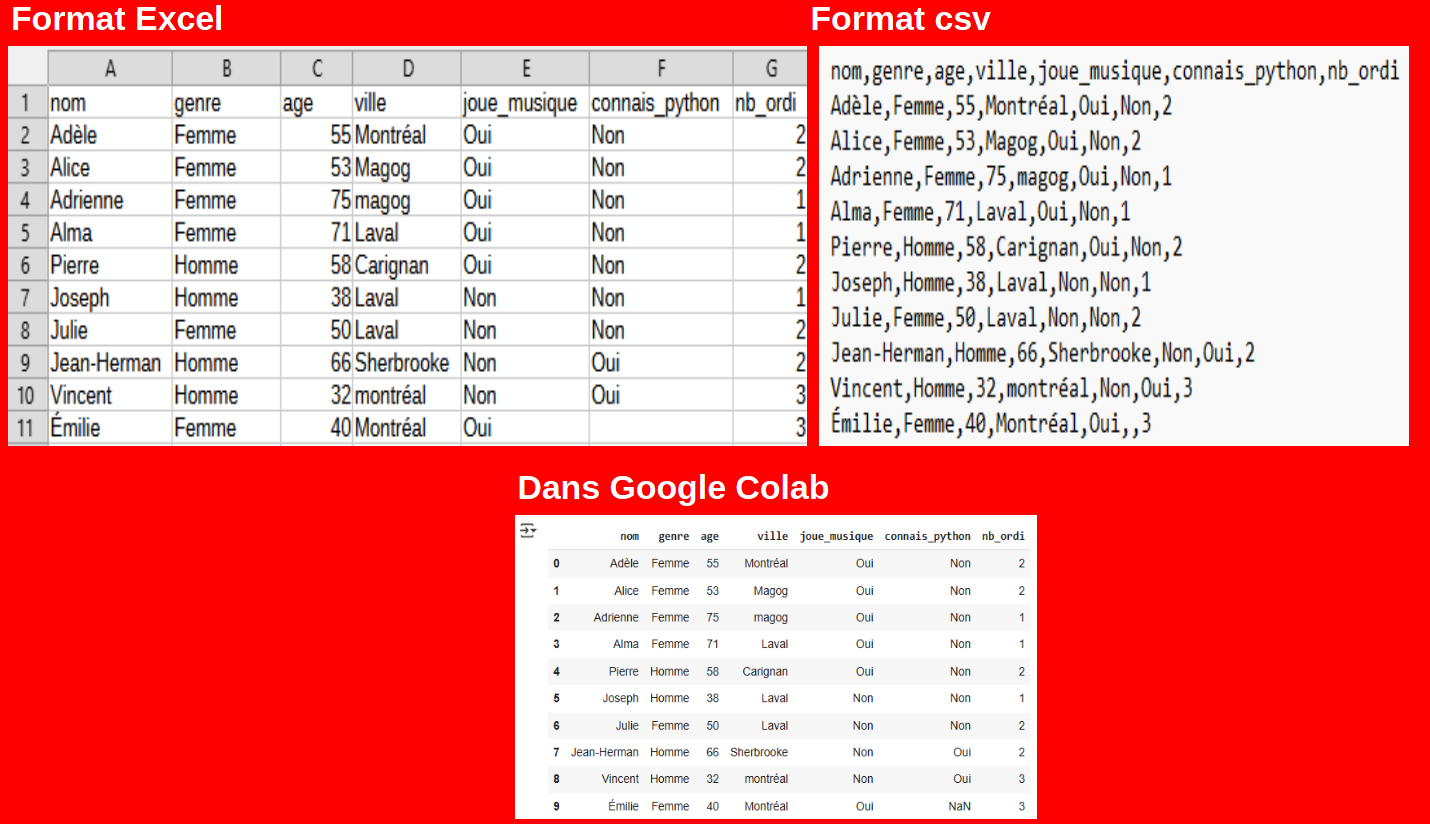 Format Excel
A B C D E F G
1 nom genre age ville joue_musique connais_python nb_ordi
2 Adèle Femme 55 Montréal Oui Non 2
3 Alice Femme 53 Magog Oui Non 2
4 Adrienne Femme 75 magog Oui Non 1
5 Alma Femme 71 Laval Oui Non 1
6 Pierre Homme 58 Carignan Oui Non 2
7 Joseph Homme 38 Laval Non Non 1
8 Julie Femme 50 Laval Non Non 2
9 Jean-Herman Homme 66 Sherbrooke Non Oui 2
10 Vincent Homme 32 montréal Non Oui 3
11 Émilie Femme 40 Montréal Oui 3
Format csv
nom,genre,age,ville,joue_musique,connais_python,nb_ordi
Adèle,Femme,55,Montréal,Oui,Non,2
Alice,Femme,53,Magog,Oui,Non,2
Adrienne,Femme,75,magog,Oui,Non,1
Alma,Femme,71,Laval,Oui,Non,1
Pierre,Homme,58,Carignan,Oui,Non,2
Joseph,Homme,38,Laval,Non,Non,1
Julie,Femme,50,Laval,Non,Non,2
Jean-Herman,Homme,66,Sherbrooke,Non,Oui,2
Vincent,Homme,32,montréal,Non,Oui,3
Émilie,Femme,40,Montréal,Oui,,3
Dans Google Colab
nom genre age ville joue_musique connais_python nb_ordi
0 Adèle Femme 55 Montréal Oui Non 2
1 Alice Femme 53 Magog Oui Non 2
2 Adrienne Femme 75 magog Oui Non 1
3 Alma Femme 71 Laval Oui Non 1
4 Pierre Homme 58 Carignan Oui Non 2
5 Joseph Homme 38 Laval Non Non 1
6 Julie Femme 50 Laval Non Non 2
7 Jean-Herman Homme 66 Sherbrooke Non Oui 2
8 Vincent Homme 32 montréal Non Oui 3
9 Émilie Femme 40 Montréal Oui NaN 3